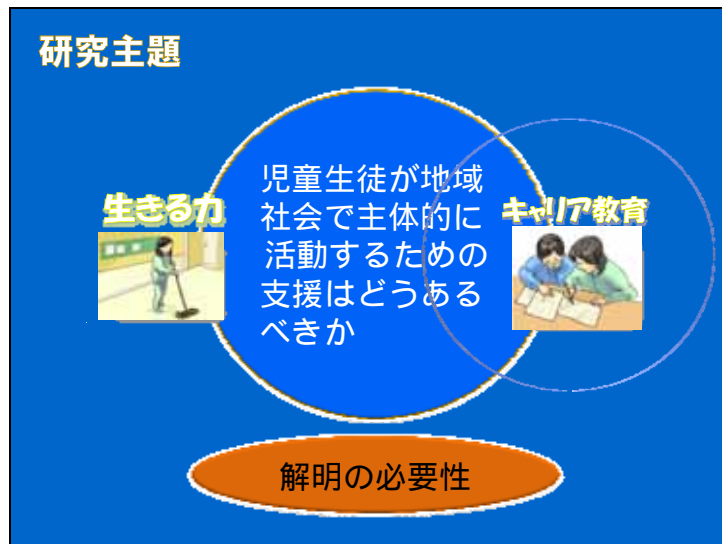 研究主題
生きる力
児童生徒が地域
社会で主体的に
活動するための
支援はどうある
べきか
キャリア教育
解明の必要性